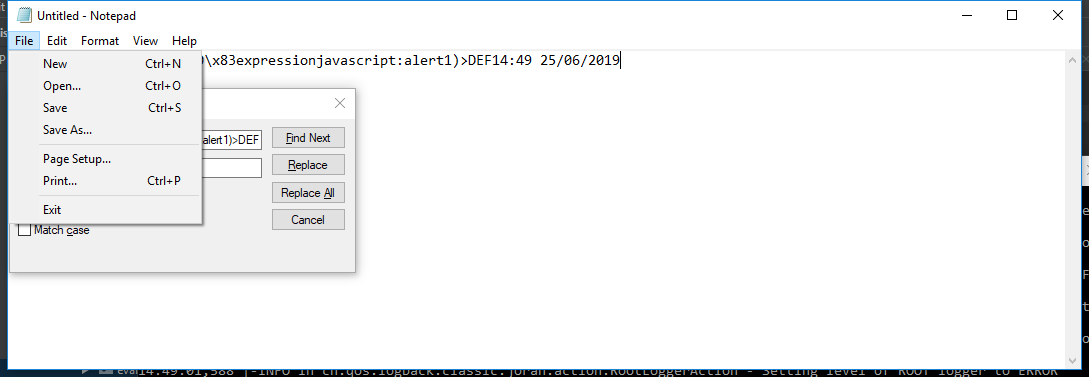 Untitled - Notepad
File Edit Format View Help
New Ctrl+N
Open... Ctrl+O
Save Ctrl+S
Save As...
Page Setup...
Print... Ctrl+P
Exit
\x83expressionjavascript:alert1)>DEF14:49 25/06/2019
alert1)>DEF
Find Next
Replace
Replace All
Cancel
Match case
14:49:01,588 |-INFO in ch.qos.logback.classic.joran.action.RootLoggerAction - Setting level of ROOT logger to ERROR